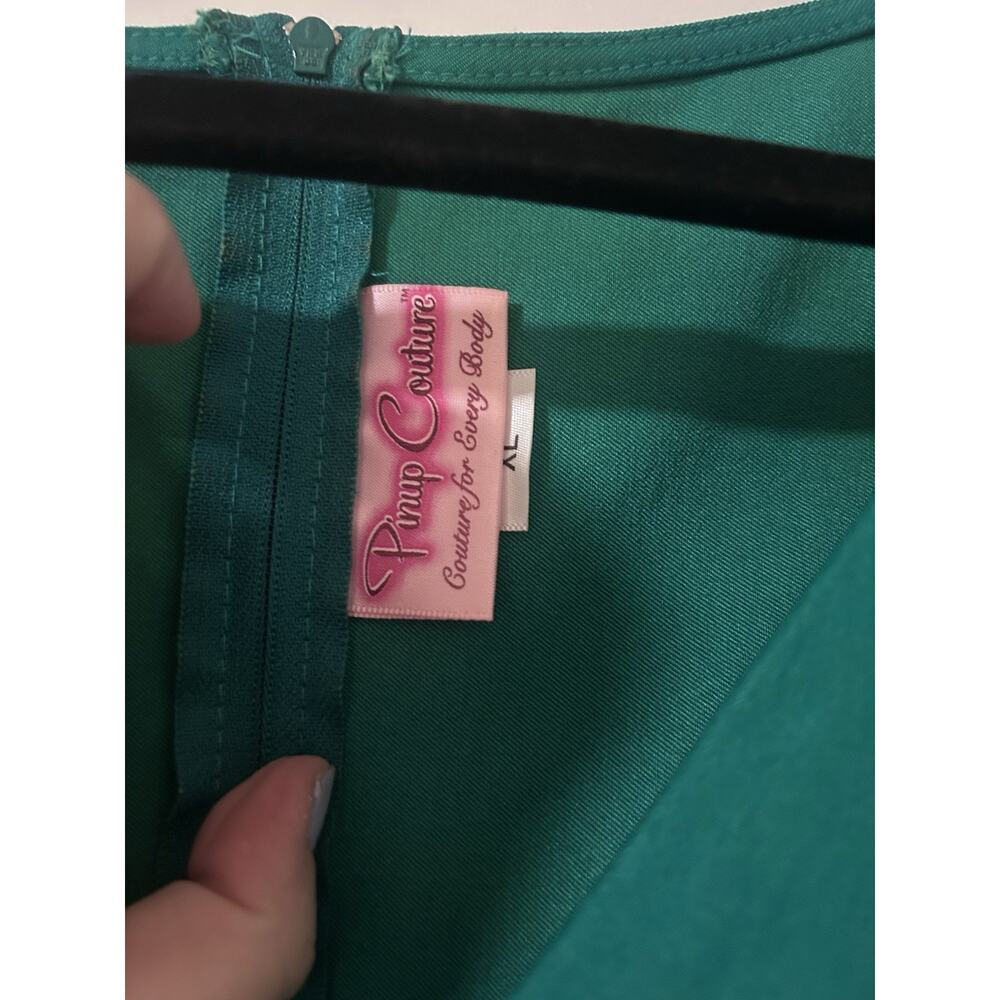 Pinup Couture™
Couture for Every Body
XL